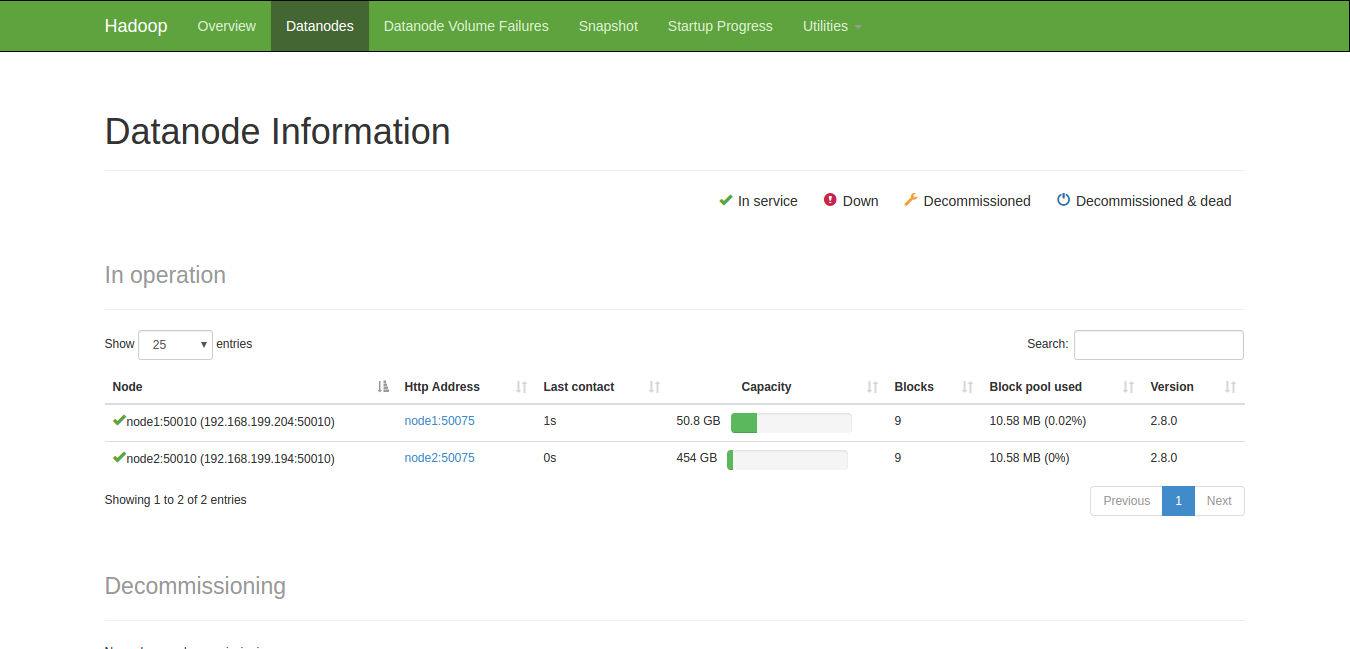 Hadoop Overview Datanodes Datanode Volume Failures Snapshot Startup Progress Utilities
Datanode Information
In service Down Decommissioned Decommissioned & dead
In operation
Show 25 entries Search:
Node Http Address Last contact Capacity Blocks Block pool used Version
node1:50010 (192.168.199.204:50010) node1:50075 1s 50.8 GB 9 10.58 MB (0.02%) 2.8.0
node2:50010 (192.168.199.194:50010) node2:50075 0s 454 GB 9 10.58 MB (0%) 2.8.0
Showing 1 to 2 of 2 entries Previous 1 Next
Decommissioning